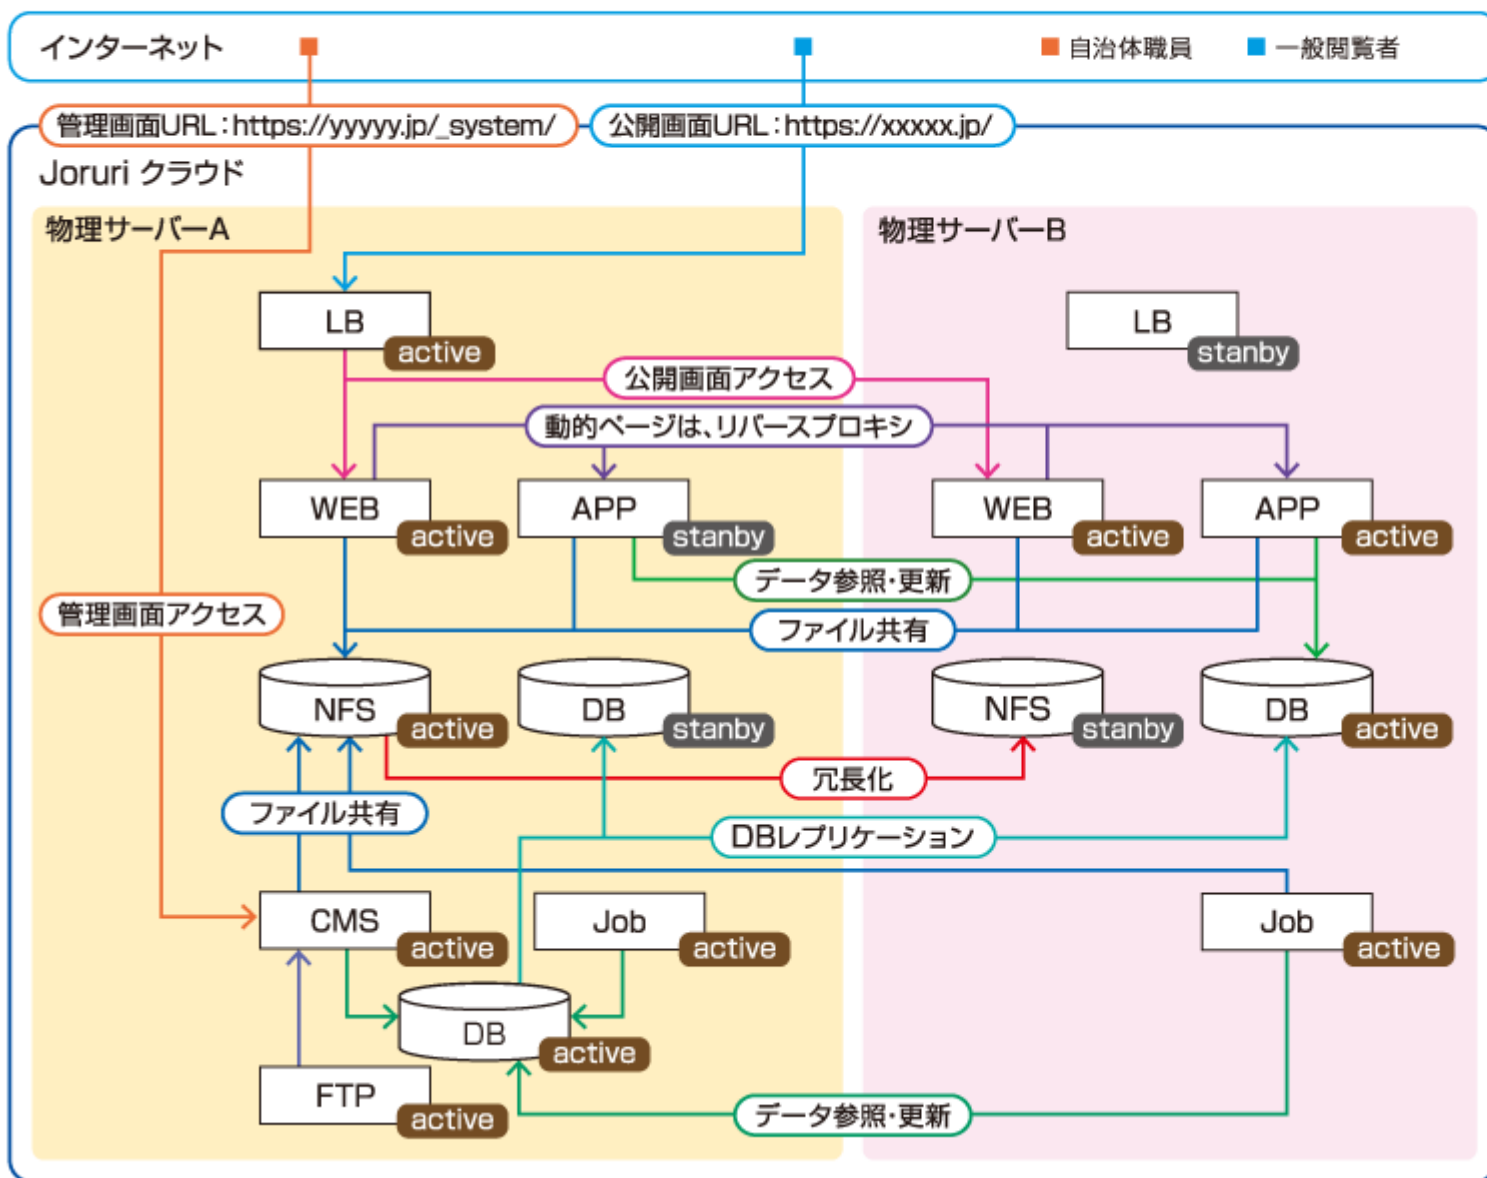 インターネット
自治体職員
一般閲覧者
管理画面URL：https://yyyyy.jp/_system/
公開画面URL：https://xxxxx.jp/
Joruri クラウド
物理サーバーA
物理サーバーB
LB
active
LB
stanby
公開画面アクセス
動的ページは、リバースプロキシ
WEB
active
APP
stanby
WEB
active
APP
active
データ参照・更新
管理画面アクセス
ファイル共有
NFS
active
DB
stanby
NFS
stanby
DB
active
冗長化
ファイル共有
DBレプリケーション
CMS
active
Job
active
Job
active
DB
active
FTP
active
データ参照・更新